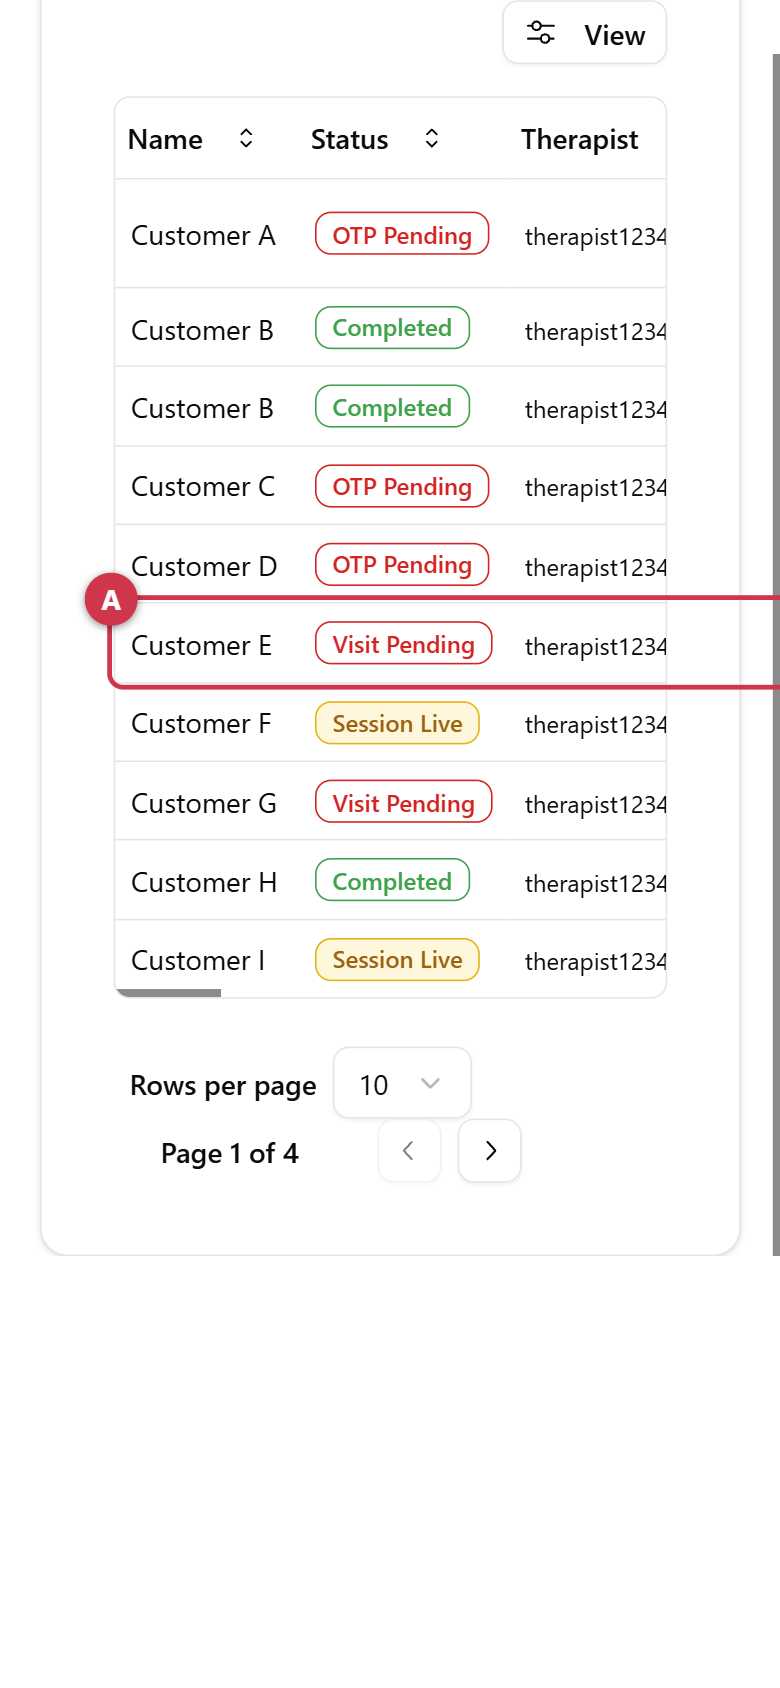 View
Name Status Therapist
Customer A OTP Pending therapist1234
Customer B Completed therapist1234
Customer B Completed therapist1234
Customer C OTP Pending therapist1234
Customer D OTP Pending therapist1234
A
Customer E Visit Pending therapist1234
Customer F Session Live therapist1234
Customer G Visit Pending therapist1234
Customer H Completed therapist1234
Customer I Session Live therapist1234
Rows per page 10
Page 1 of 4